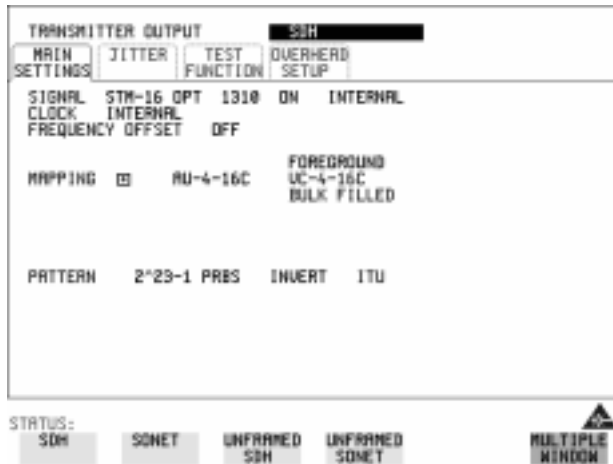 TRANSMITTER OUTPUT SDH
MAIN SETTINGS JITTER TEST FUNCTION OVERHEAD SETUP
SIGNAL STM-16 OPT 1310 ON INTERNAL
CLOCK INTERNAL
FREQUENCY OFFSET OFF
FOREGROUND
MAPPING AU-4-16C VC-4-16C
BULK FILLED
PATTERN 2^23-1 PRBS INVERT ITU
STATUS:
SDH SONET UNFRAMED SDH UNFRAMED SONET MULTIPLE WINDOW